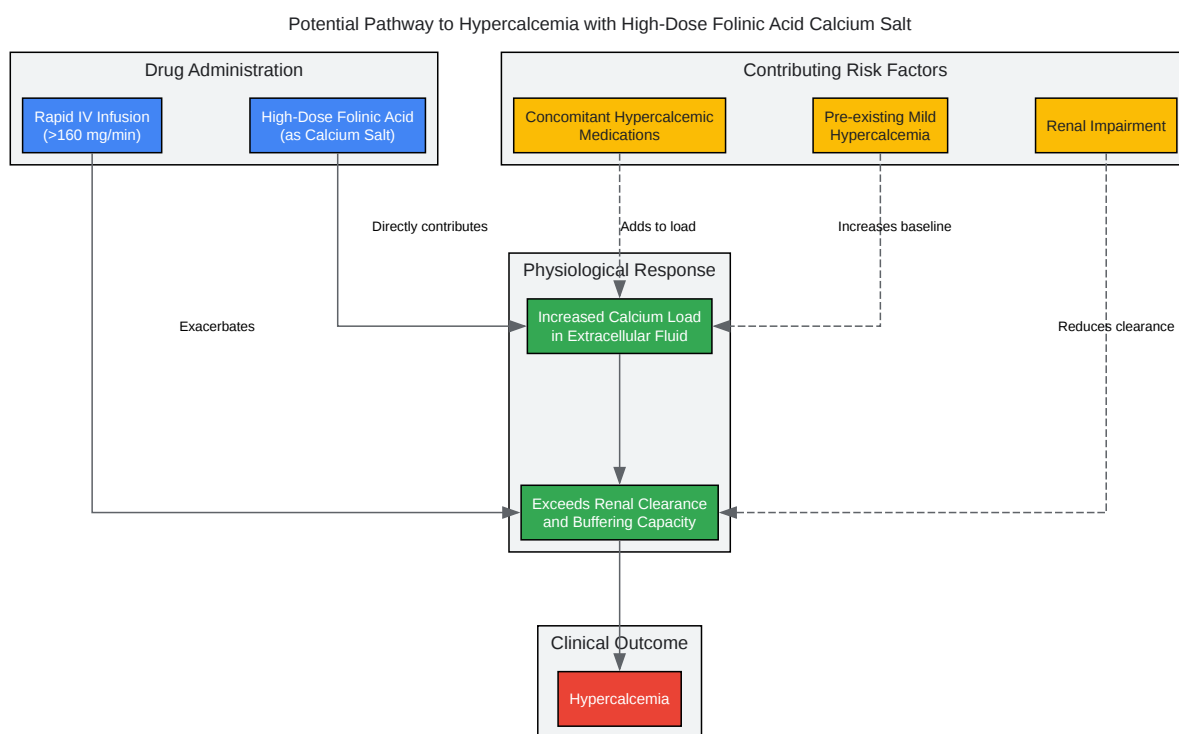 Potential Pathway to Hypercalcemia with High-Dose Folinic Acid Calcium Salt
Drug Administration
Contributing Risk Factors
Rapid IV Infusion
(>160 mg/min)
High-Dose Folinic Acid
(as Calcium Salt)
Concomitant Hypercalcemic
Medications
Pre-existing Mild
Hypercalcemia
Renal Impairment
Directly contributes
Adds to load
Increases baseline
Physiological Response
Increased Calcium Load
in Extracellular Fluid
Exacerbates
Reduces clearance
Exceeds Renal Clearance
and Buffering Capacity
Clinical Outcome
Hypercalcemia